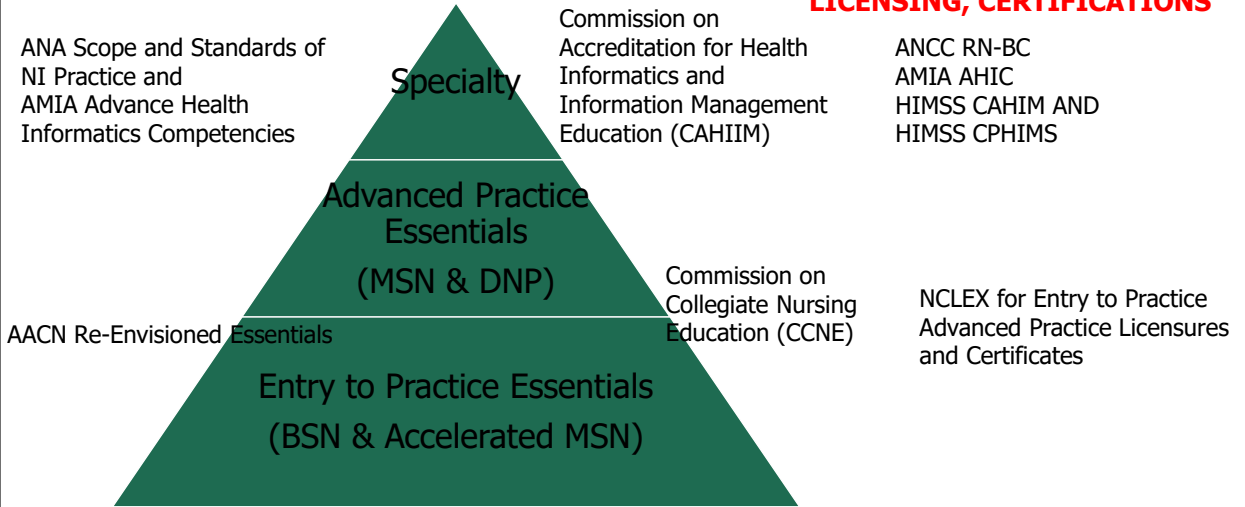 LICENSING, CERTIFICATIONS
ANA Scope and Standards of
NI Practice and
AMIA Advance Health
Informatics Competencies
Specialty
Commission on
Accreditation for Health
Informatics and
Information Management
Education (CAHIIM)
ANCC RN-BC
AMIA AHIC
HIMSS CAHIM AND
HIMSS CPHIMS
Advanced Practice
Essentials
(MSN & DNP)
AACN Re-Envisioned Essentials
Commission on
Collegiate Nursing
Education (CCNE)
NCLEX for Entry to Practice
Advanced Practice Licensures
and Certificates
Entry to Practice Essentials
(BSN & Accelerated MSN)